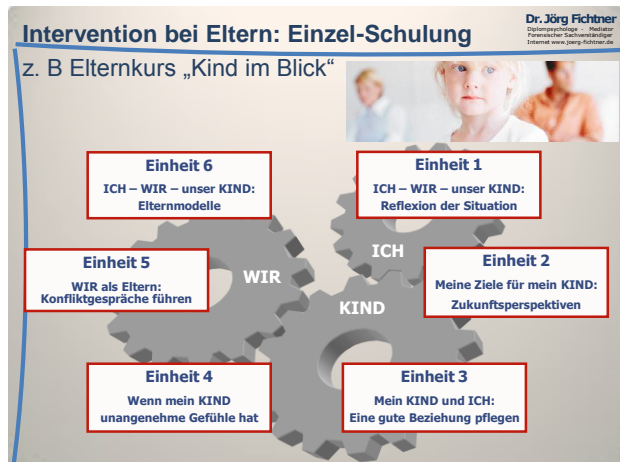 Intervention bei Eltern: Einzel-Schulung
Dr. Jörg Fichtner
Diplompsychologe - Mediator
Forensischer Sachverständiger
Internet www.joerg-fichtner.de
z. B Elternkurs „Kind im Blick“
Einheit 6
ICH – WIR – unser KIND:
Elternmodelle
Einheit 1
ICH – WIR – unser KIND:
Reflexion der Situation
ICH
WIR
Einheit 5
WIR als Eltern:
Konfliktgespräche führen
Einheit 2
Meine Ziele für mein KIND:
Zukunftsperspektiven
KIND
Einheit 4
Wenn mein KIND
unangenehme Gefühle hat
Einheit 3
Mein KIND und ICH:
Eine gute Beziehung pflegen